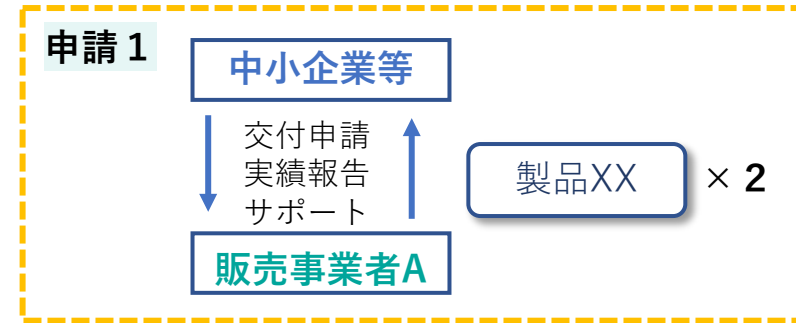 申請１
中小企業等
交付申請
実績報告
サポート
製品XX
× 2
販売事業者A